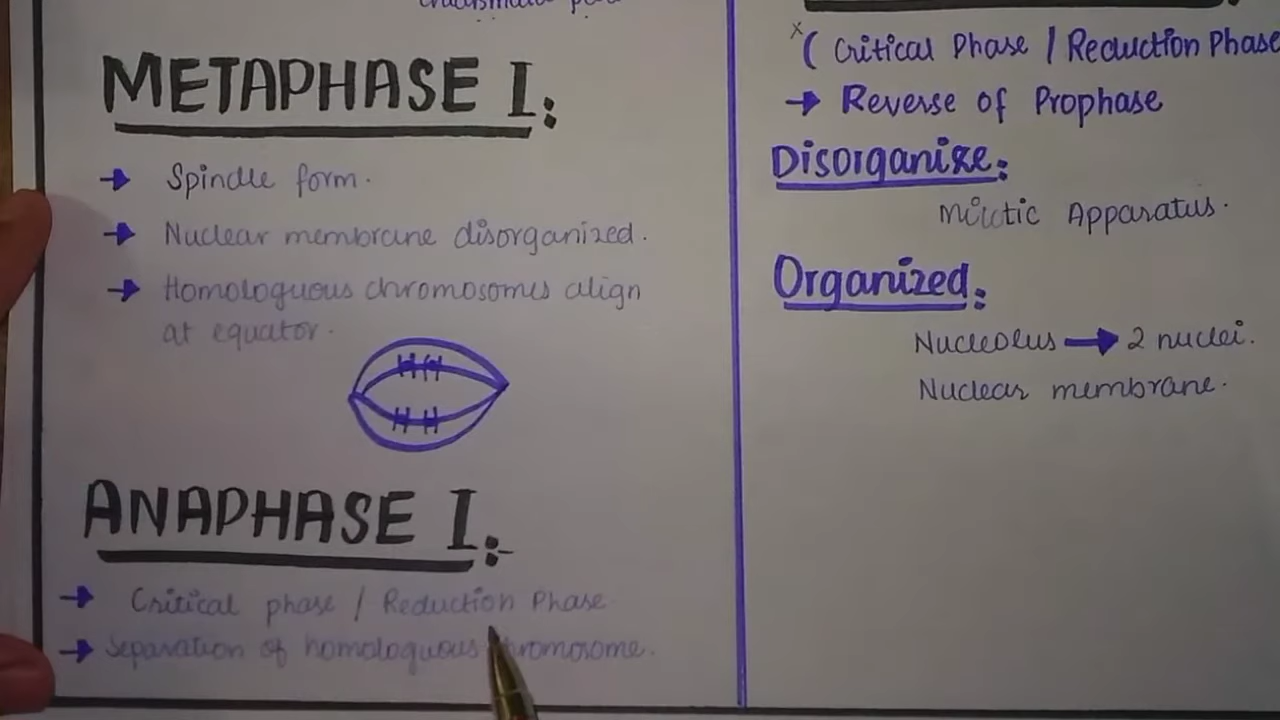 METAPHASE I:
→ Spindle form.
→ Nuclear membrane disorganized.
→ Homologuous chromosomes align
at equator.
ANAPHASE I:-
→ Critical phase / Reduction Phase
→ Separation of homologuous chromosome.
x ( Critical Phase / Reduction Phase
→ Reverse of Prophase
Disorganize:
Apparatus.
Organized:
Nucleolus → 2 nuclei.
Nuclear membrane.